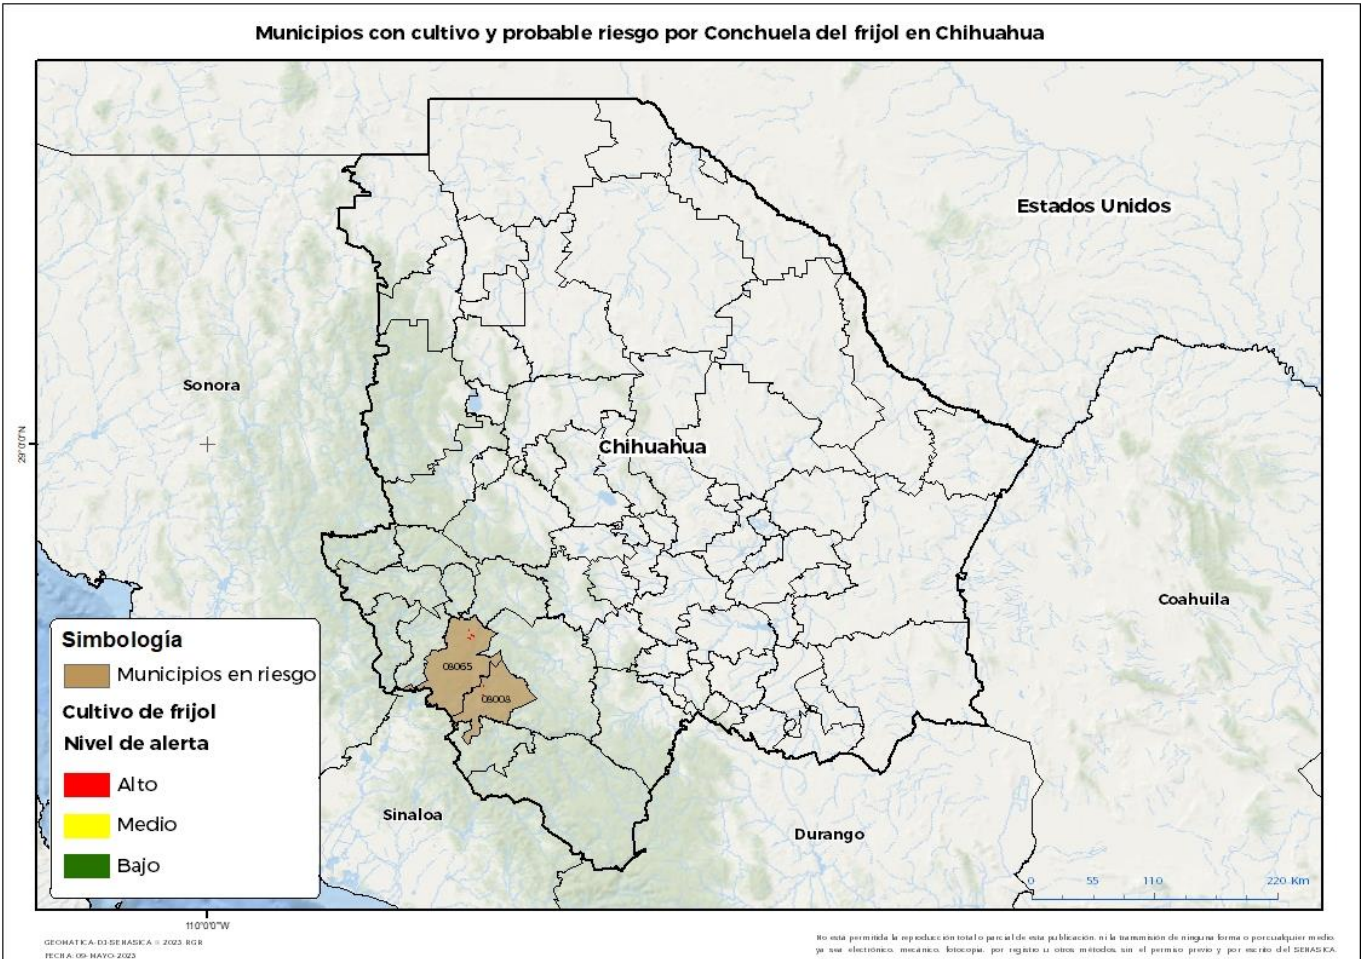 Municipios con cultivo y probable riesgo por Conchuela del frijol en Chihuahua
Estados Unidos
Sonora
Chihuahua
29°0'0"N
Coahuila
Simbología
Municipios en riesgo
Cultivo de frijol
Nivel de alerta
Alto
Medio
Bajo
08065
08008
Sinaloa
Durango
0 55 110 220 Km
110°0'0"W
GEOMATICA-DJ-SENASICA © 2023 RGR
FECHA: 09-MAYO-2023
No está permitida la reproducción total o parcial de esta publicación, ni la transmisión de ninguna forma o por cualquier medio,
ya sea electrónico, mecánico, fotocopia, por registro u otros métodos, sin el permiso previo y por escrito del SENASICA.